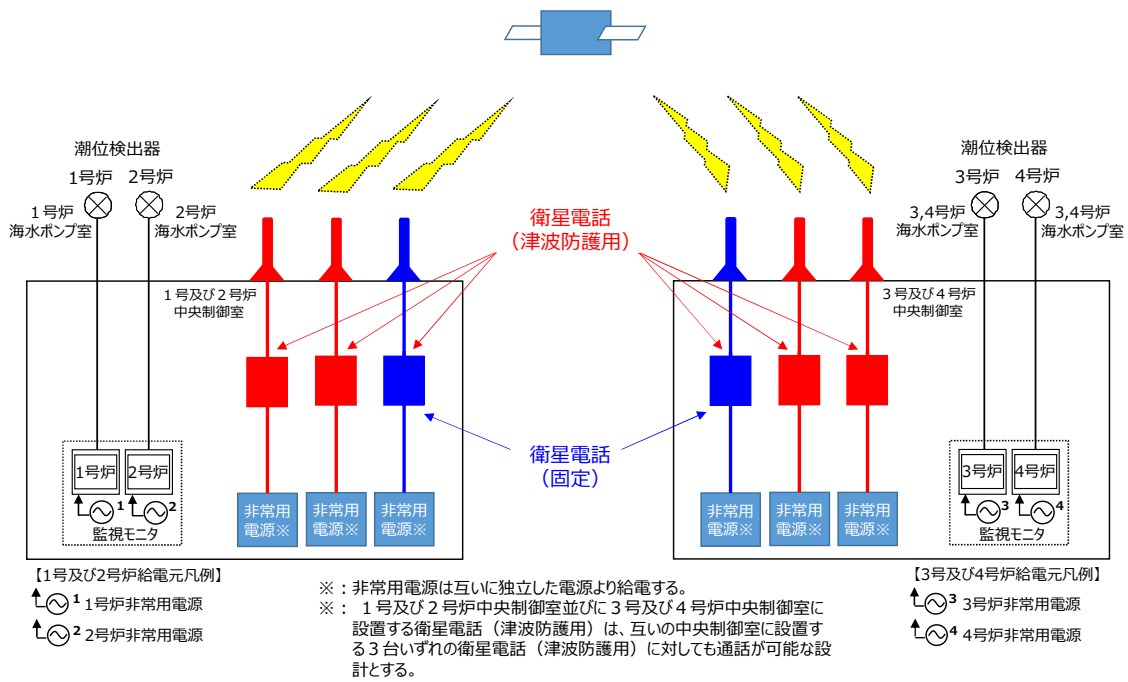 潮位検出器
1号炉 2号炉
1号炉
海水ポンプ室
2号炉
海水ポンプ室
衛星電話
（津波防護用）
潮位検出器
3号炉 4号炉
3,4号炉
海水ポンプ室
3,4号炉
海水ポンプ室
１号及び２号炉
中央制御室
３号及び４号炉
中央制御室
衛星電話
（固定）
1号炉 2号炉
1 2
監視モニタ
非常用
電源※
非常用
電源※
非常用
電源※
非常用
電源※
非常用
電源※
非常用
電源※
3号炉 4号炉
3 4
監視モニタ
【1号及び2号炉給電元凡例】
1 1号炉非常用電源
2 2号炉非常用電源
※：非常用電源は互いに独立した電源より給電する。
※： １号及び２号炉中央制御室並びに３号及び４号炉中央制御室に
設置する衛星電話（津波防護用）は、互いの中央制御室に設置す
る３台いずれの衛星電話（津波防護用）に対しても通話が可能な設
計とする。
【3号及び4号炉給電元凡例】
3 3号炉非常用電源
4 4号炉非常用電源